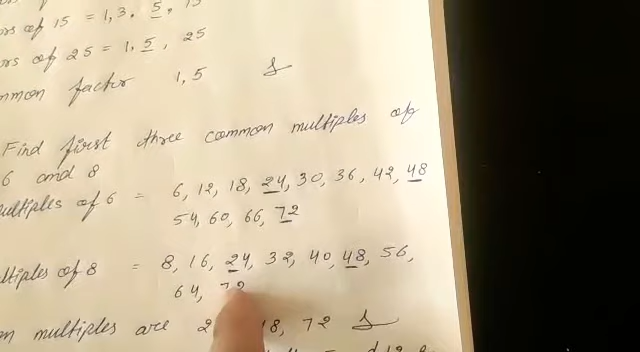 rs of 15 = 1, 3, 5, 15
rs of 25 = 1, 5, 25
mmon factor 1, 5
Find first three common multiples of
6 and 8
ultiples of 6 = 6, 12, 18, 24, 30, 36, 42, 48
54, 60, 66, 72
ltiples of 8 = 8, 16, 24, 32, 40, 48, 56,
64, 72
n multiples are 2 18, 72